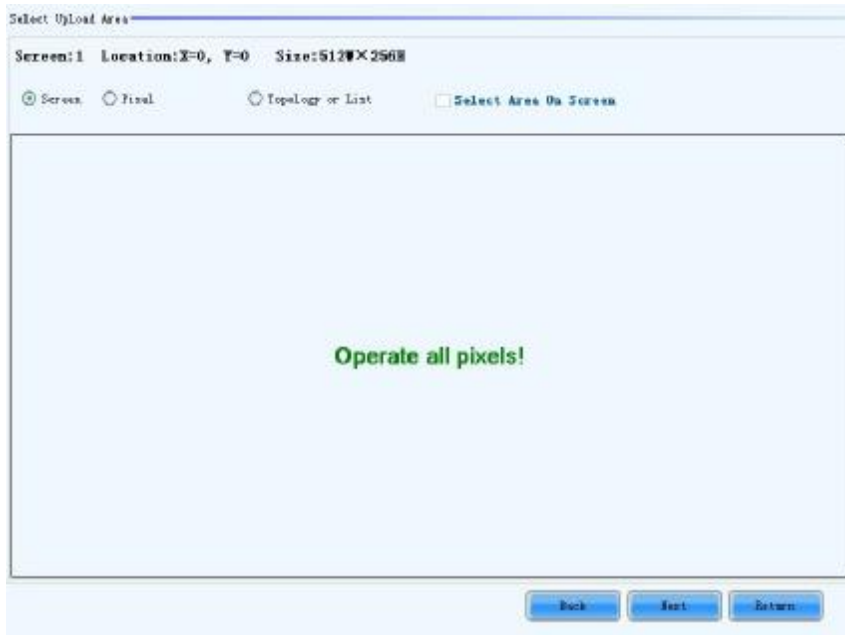 Select Upload Area
Screen:1 Location:X=0, Y=0 Size:512W×256H
Screen Pixel Topology or List Select Area On Screen
Operate all pixels!
Back Next Return